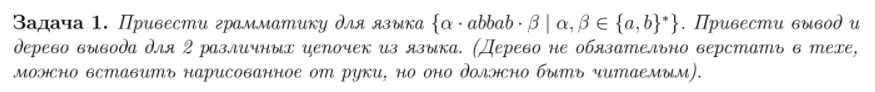 Задача 1. Привести грамматику для языка {α · abbab · β | α, β ∈ {a, b}*}. Привести вывод и
дерево вывода для 2 различных цепочек из языка. (Дерево не обязательно верстать в техе,
можно вставить нарисованное от руки, но оно должно быть читаемым).